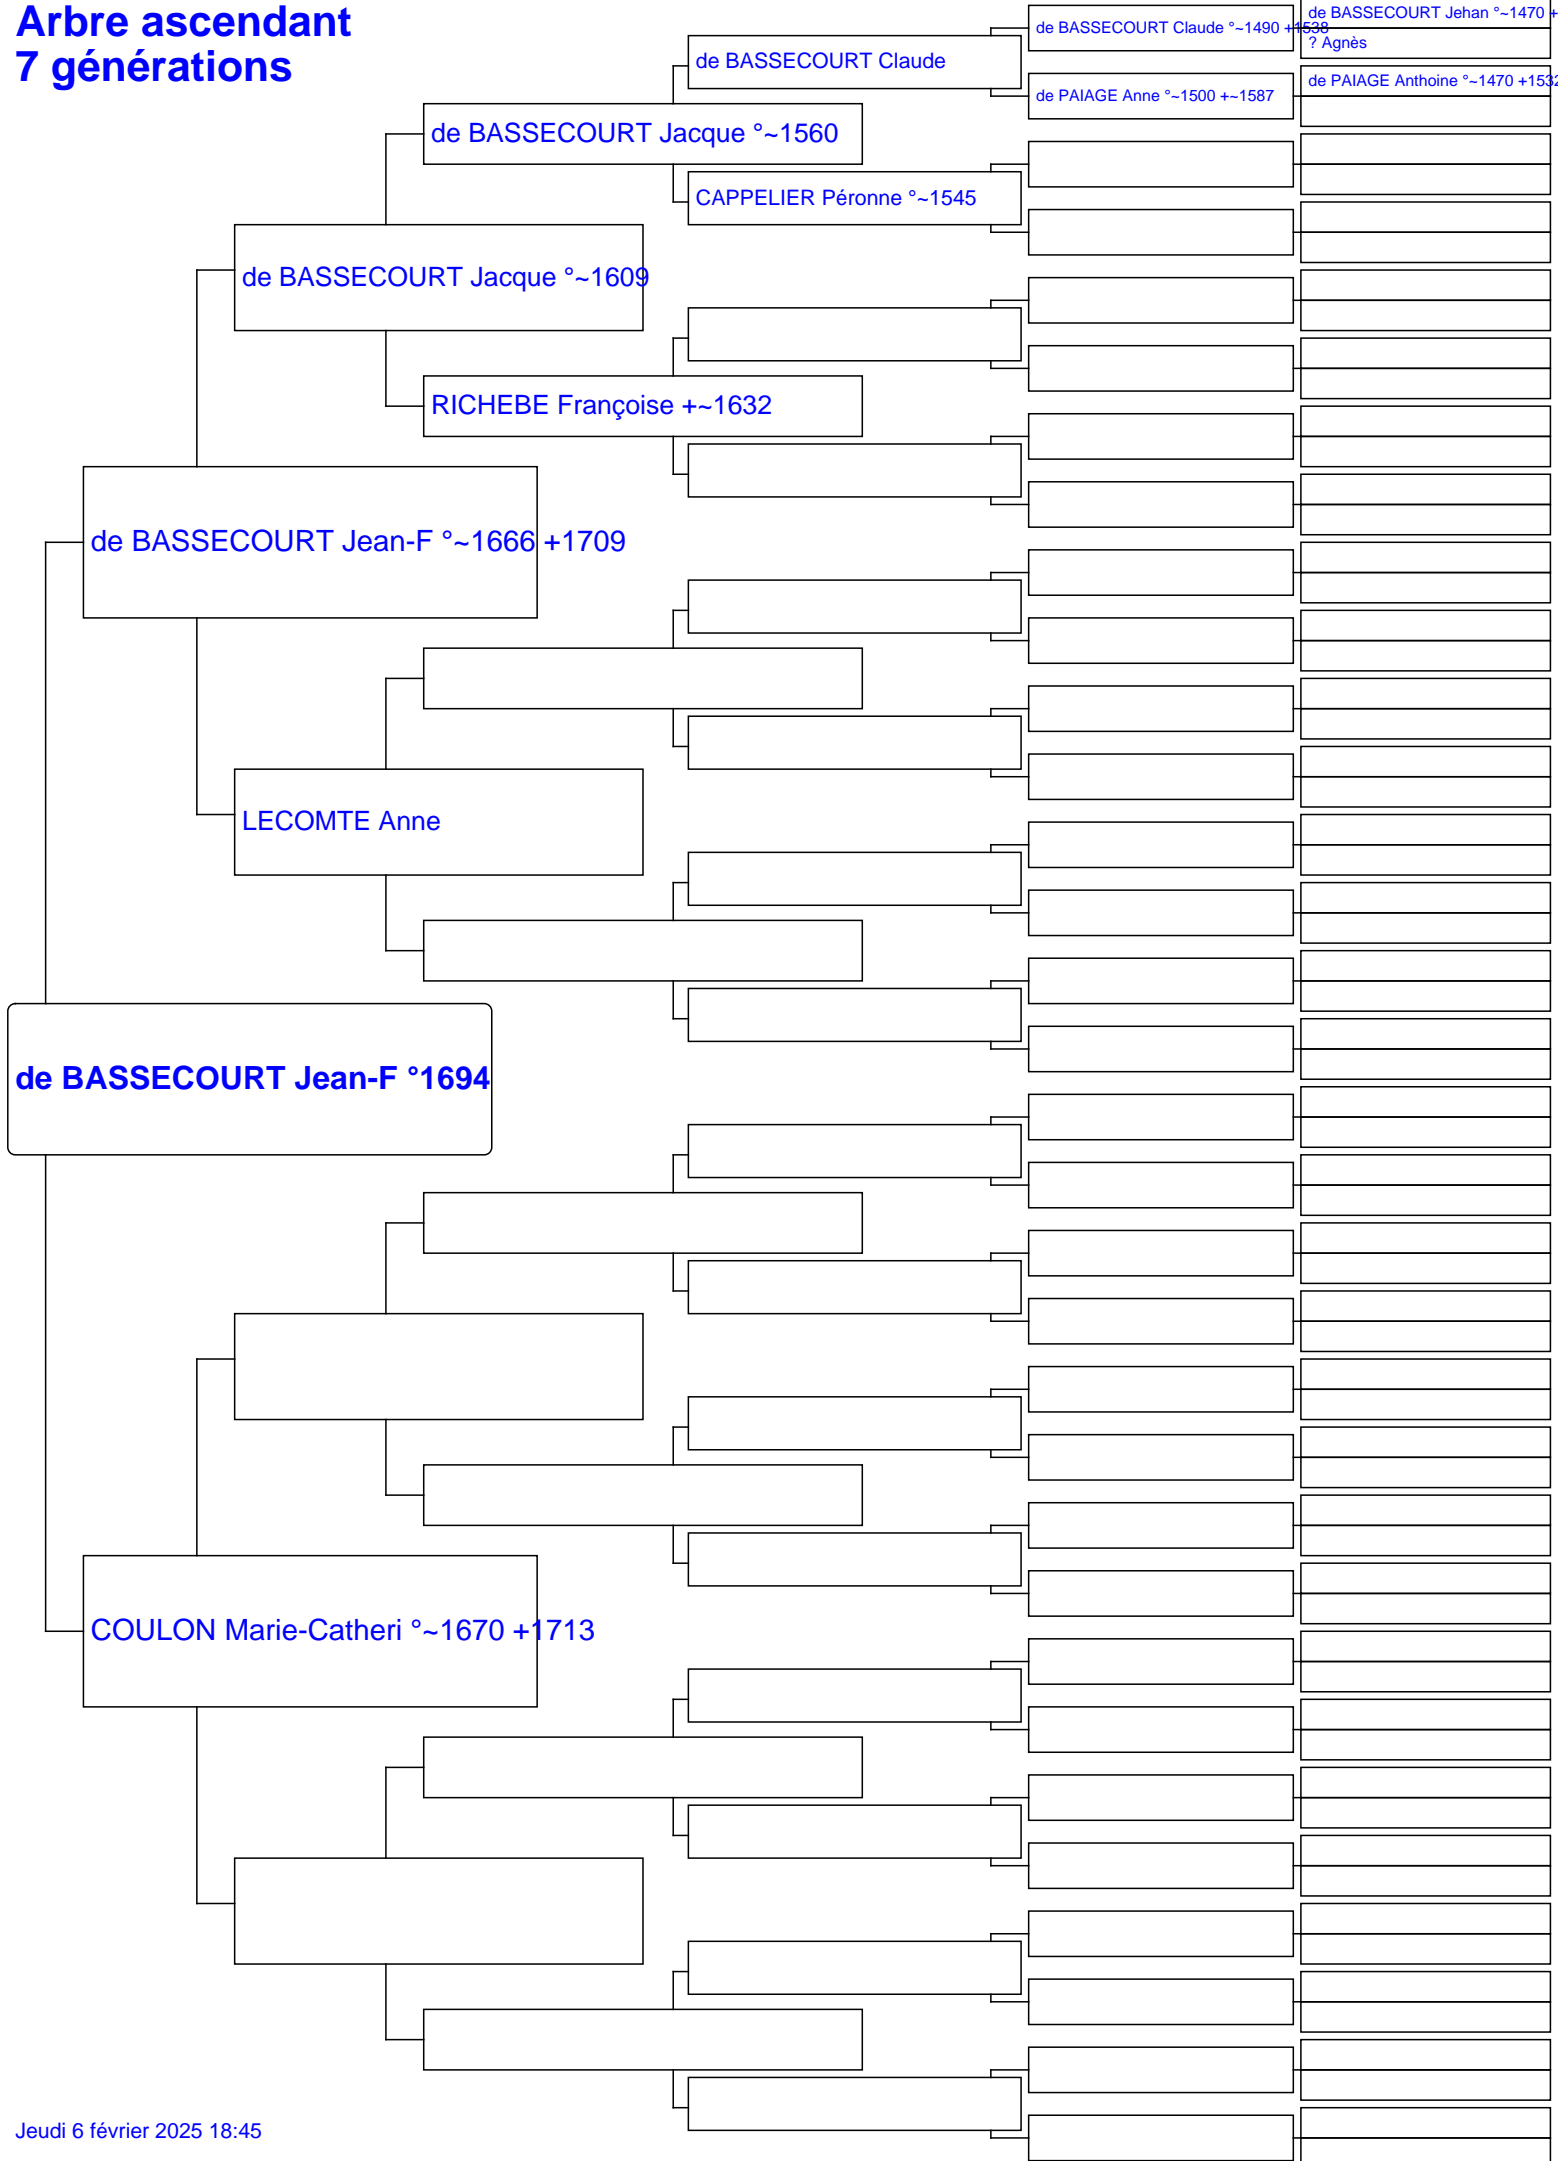 Arbre ascendant
7 générations
de BASSECOURT Jehan °~1470 +
? Agnès
de BASSECOURT Claude °~1490 +1538
de BASSECOURT Claude
de PAIAGE Anthoine °~1470 +1532
de PAIAGE Anne °~1500 +~1587
de BASSECOURT Jacque °~1560
CAPPELIER Péronne °~1545
de BASSECOURT Jacque °~1609
RICHEBE Françoise +~1632
de BASSECOURT Jean-F °~1666 +1709
LECOMTE Anne
de BASSECOURT Jean-F °1694
COULON Marie-Catheri °~1670 +1713
Jeudi 6 février 2025 18:45